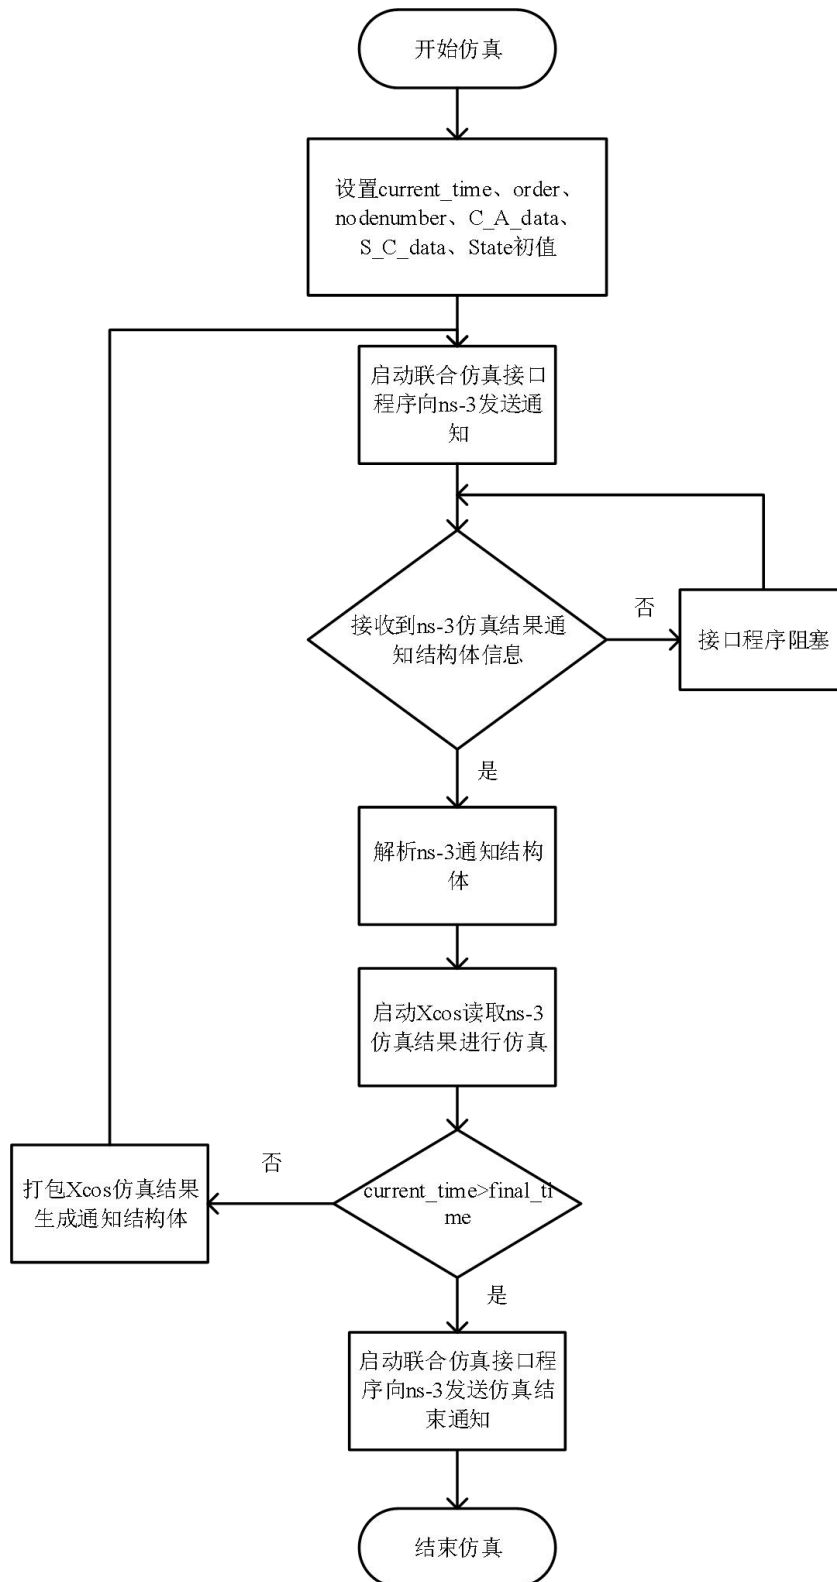 开始仿真
设置current_time、order、
nodenumber、C_A_data、
S_C_data、State初值
启动联合仿真接口
程序向ns-3发送通
知
接收到ns-3仿真结果通
知结构体信息
否
接口程序阻塞
是
解析ns-3通知结构
体
启动Xcos读取ns-3
仿真结果进行仿真
current_time>final_ti
me
否
打包Xcos仿真结果
生成通知结构体
是
启动联合仿真接口程
序向ns-3发送仿真结
束通知
结束仿真